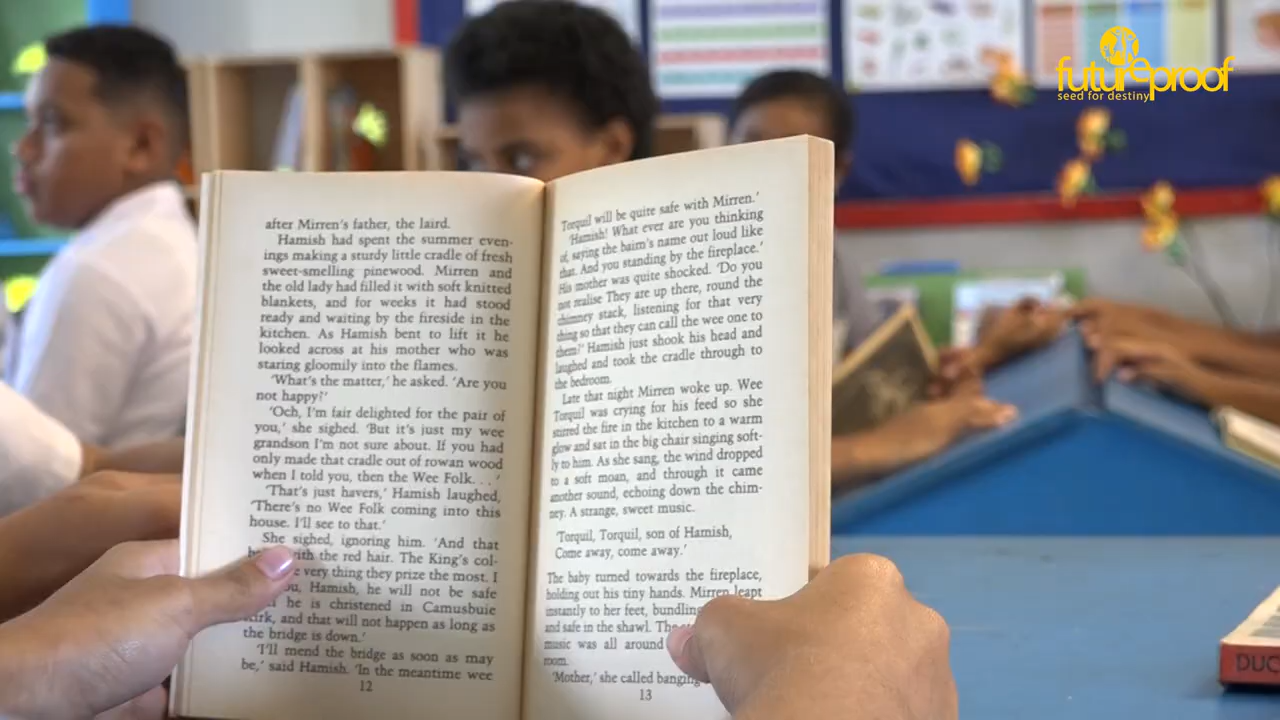 futureproof
seed for destiny
after Mirren's father, the laird.
Hamish had spent the summer even-
ings making a sturdy little cradle of fresh
sweet-smelling pinewood. Mirren and
the old lady had filled it with soft knitted
blankets, and for weeks it had stood
ready and waiting by the fireside in the
kitchen. As Hamish bent to lift it he
looked across at his mother who was
staring gloomily into the flames.
'What's the matter,' he asked. 'Are you
not happy?'
'Och, I'm fair delighted for the pair of
you,' she sighed. 'But it's just my wee
grandson I'm not sure about. If you had
only made that cradle out of rowan wood
when I told you, then the Wee Folk. . .'
'That's just havers,' Hamish laughed,
'There's no Wee Folk coming into this
house. I'll see to that.'
She sighed, ignoring him. 'And that
with the red hair. The King's col-
very thing they prize the most. I
you, Hamish, he will not be safe
he is christened in Camusbuie
kirk, and that will not happen as long as
the bridge is down.'
'I'll mend the bridge as soon as may
be,' said Hamish. 'In the meantime wee
12
Torquil will be quite safe with Mirren.'
'Hamish! What ever are you thinking
of, saying the bairn's name out loud like
that. And you standing by the fireplace.'
His mother was quite shocked. 'Do you
not realise They are up there, round the
chimney stack, listening for that very
thing so that they can call the wee one to
them!' Hamish just shook his head and
laughed and took the cradle through to
the bedroom.
Late that night Mirren woke up. Wee
Torquil was crying for his feed so she
stirred the fire in the kitchen to a warm
glow and sat in the big chair singing soft-
ly to him. As she sang, the wind dropped
to a soft moan, and through it came
another sound, echoing down the chim-
ney. A strange, sweet music.
'Torquil, Torquil, son of Hamish,
Come away, come away.'
The baby turned towards the fireplace,
holding out his tiny hands. Mirren leapt
instantly to her feet, bundling
and safe in the shawl. The
music was all around
room.
'Mother,' she called banging
13
DUC